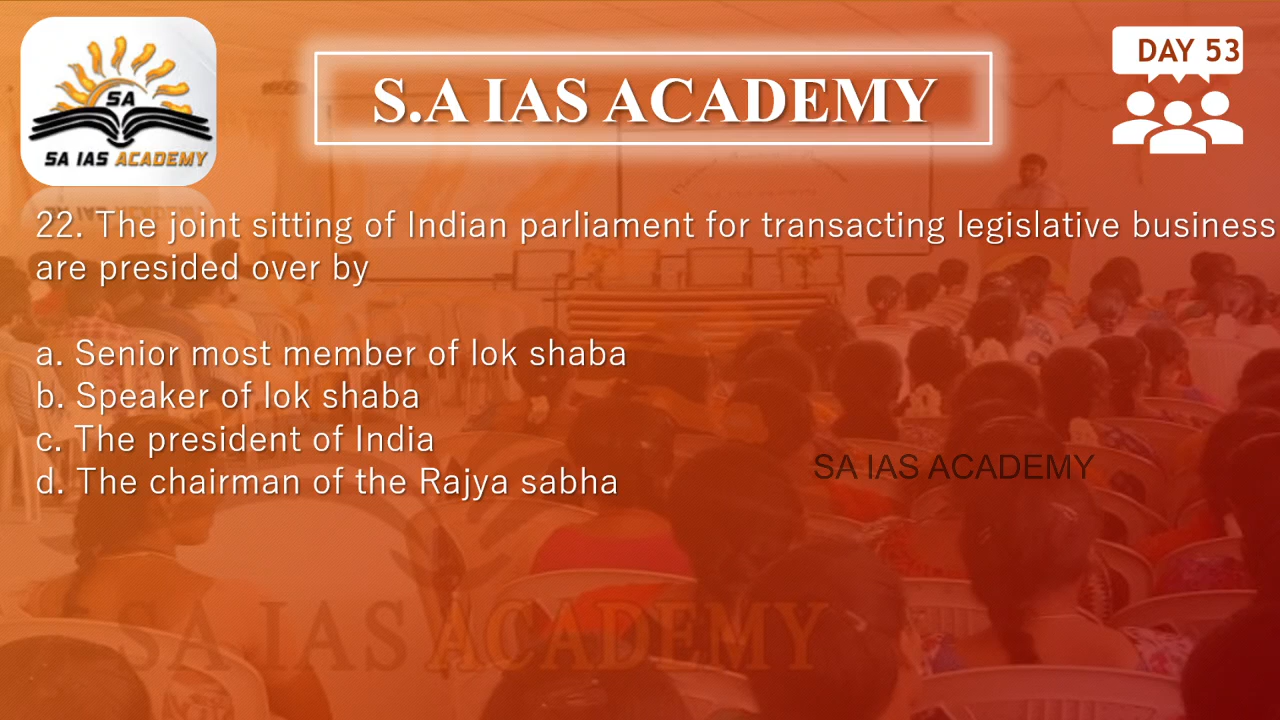 SA
SA IAS ACADEMY
S.A IAS ACADEMY
DAY 53
22. The joint sitting of Indian parliament for transacting legislative business
are presided over by
a. Senior most member of lok shaba
b. Speaker of lok shaba
c. The president of India
d. The chairman of the Rajya sabha
SA IAS ACADEMY
SA IAS ACADEMY